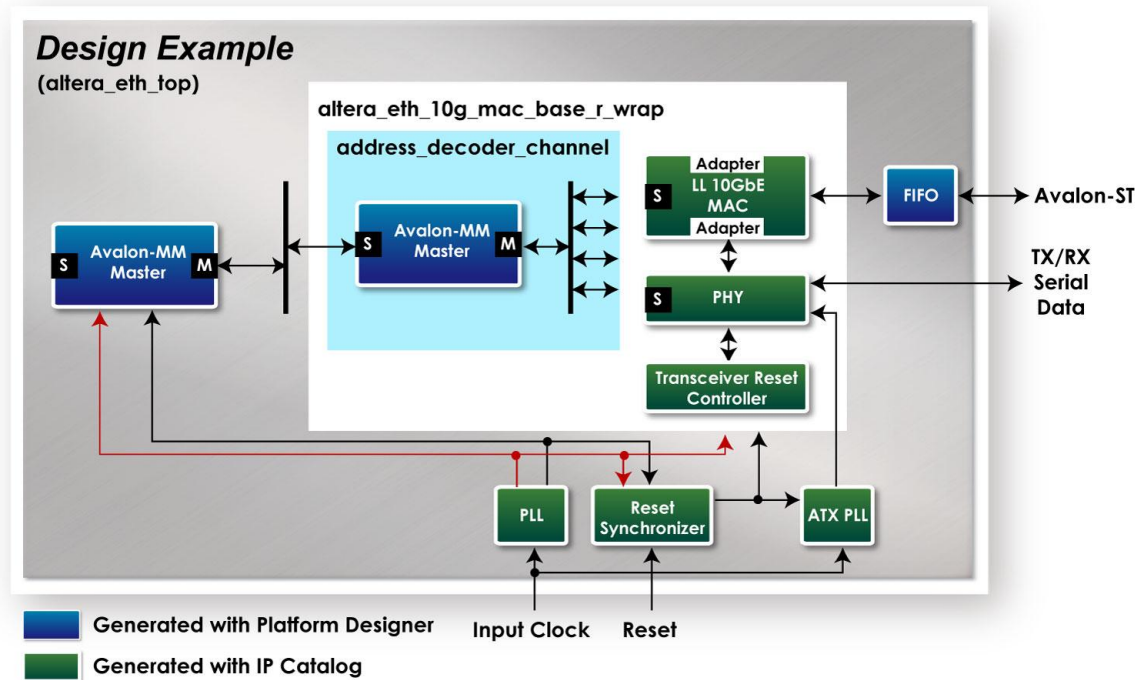 Design Example
(altera_eth_top)
altera_eth_10g_mac_base_r_wrap
address_decoder_channel
S
Avalon-MM
Master
M
S
Avalon-MM
Master
M
Adapter
S
LL 10GbE
MAC
Adapter
FIFO
Avalon-ST
S
PHY
TX/RX
Serial
Data
Transceiver Reset
Controller
PLL
Reset
Synchronizer
ATX PLL
Input Clock
Reset
Generated with Platform Designer
Generated with IP Catalog